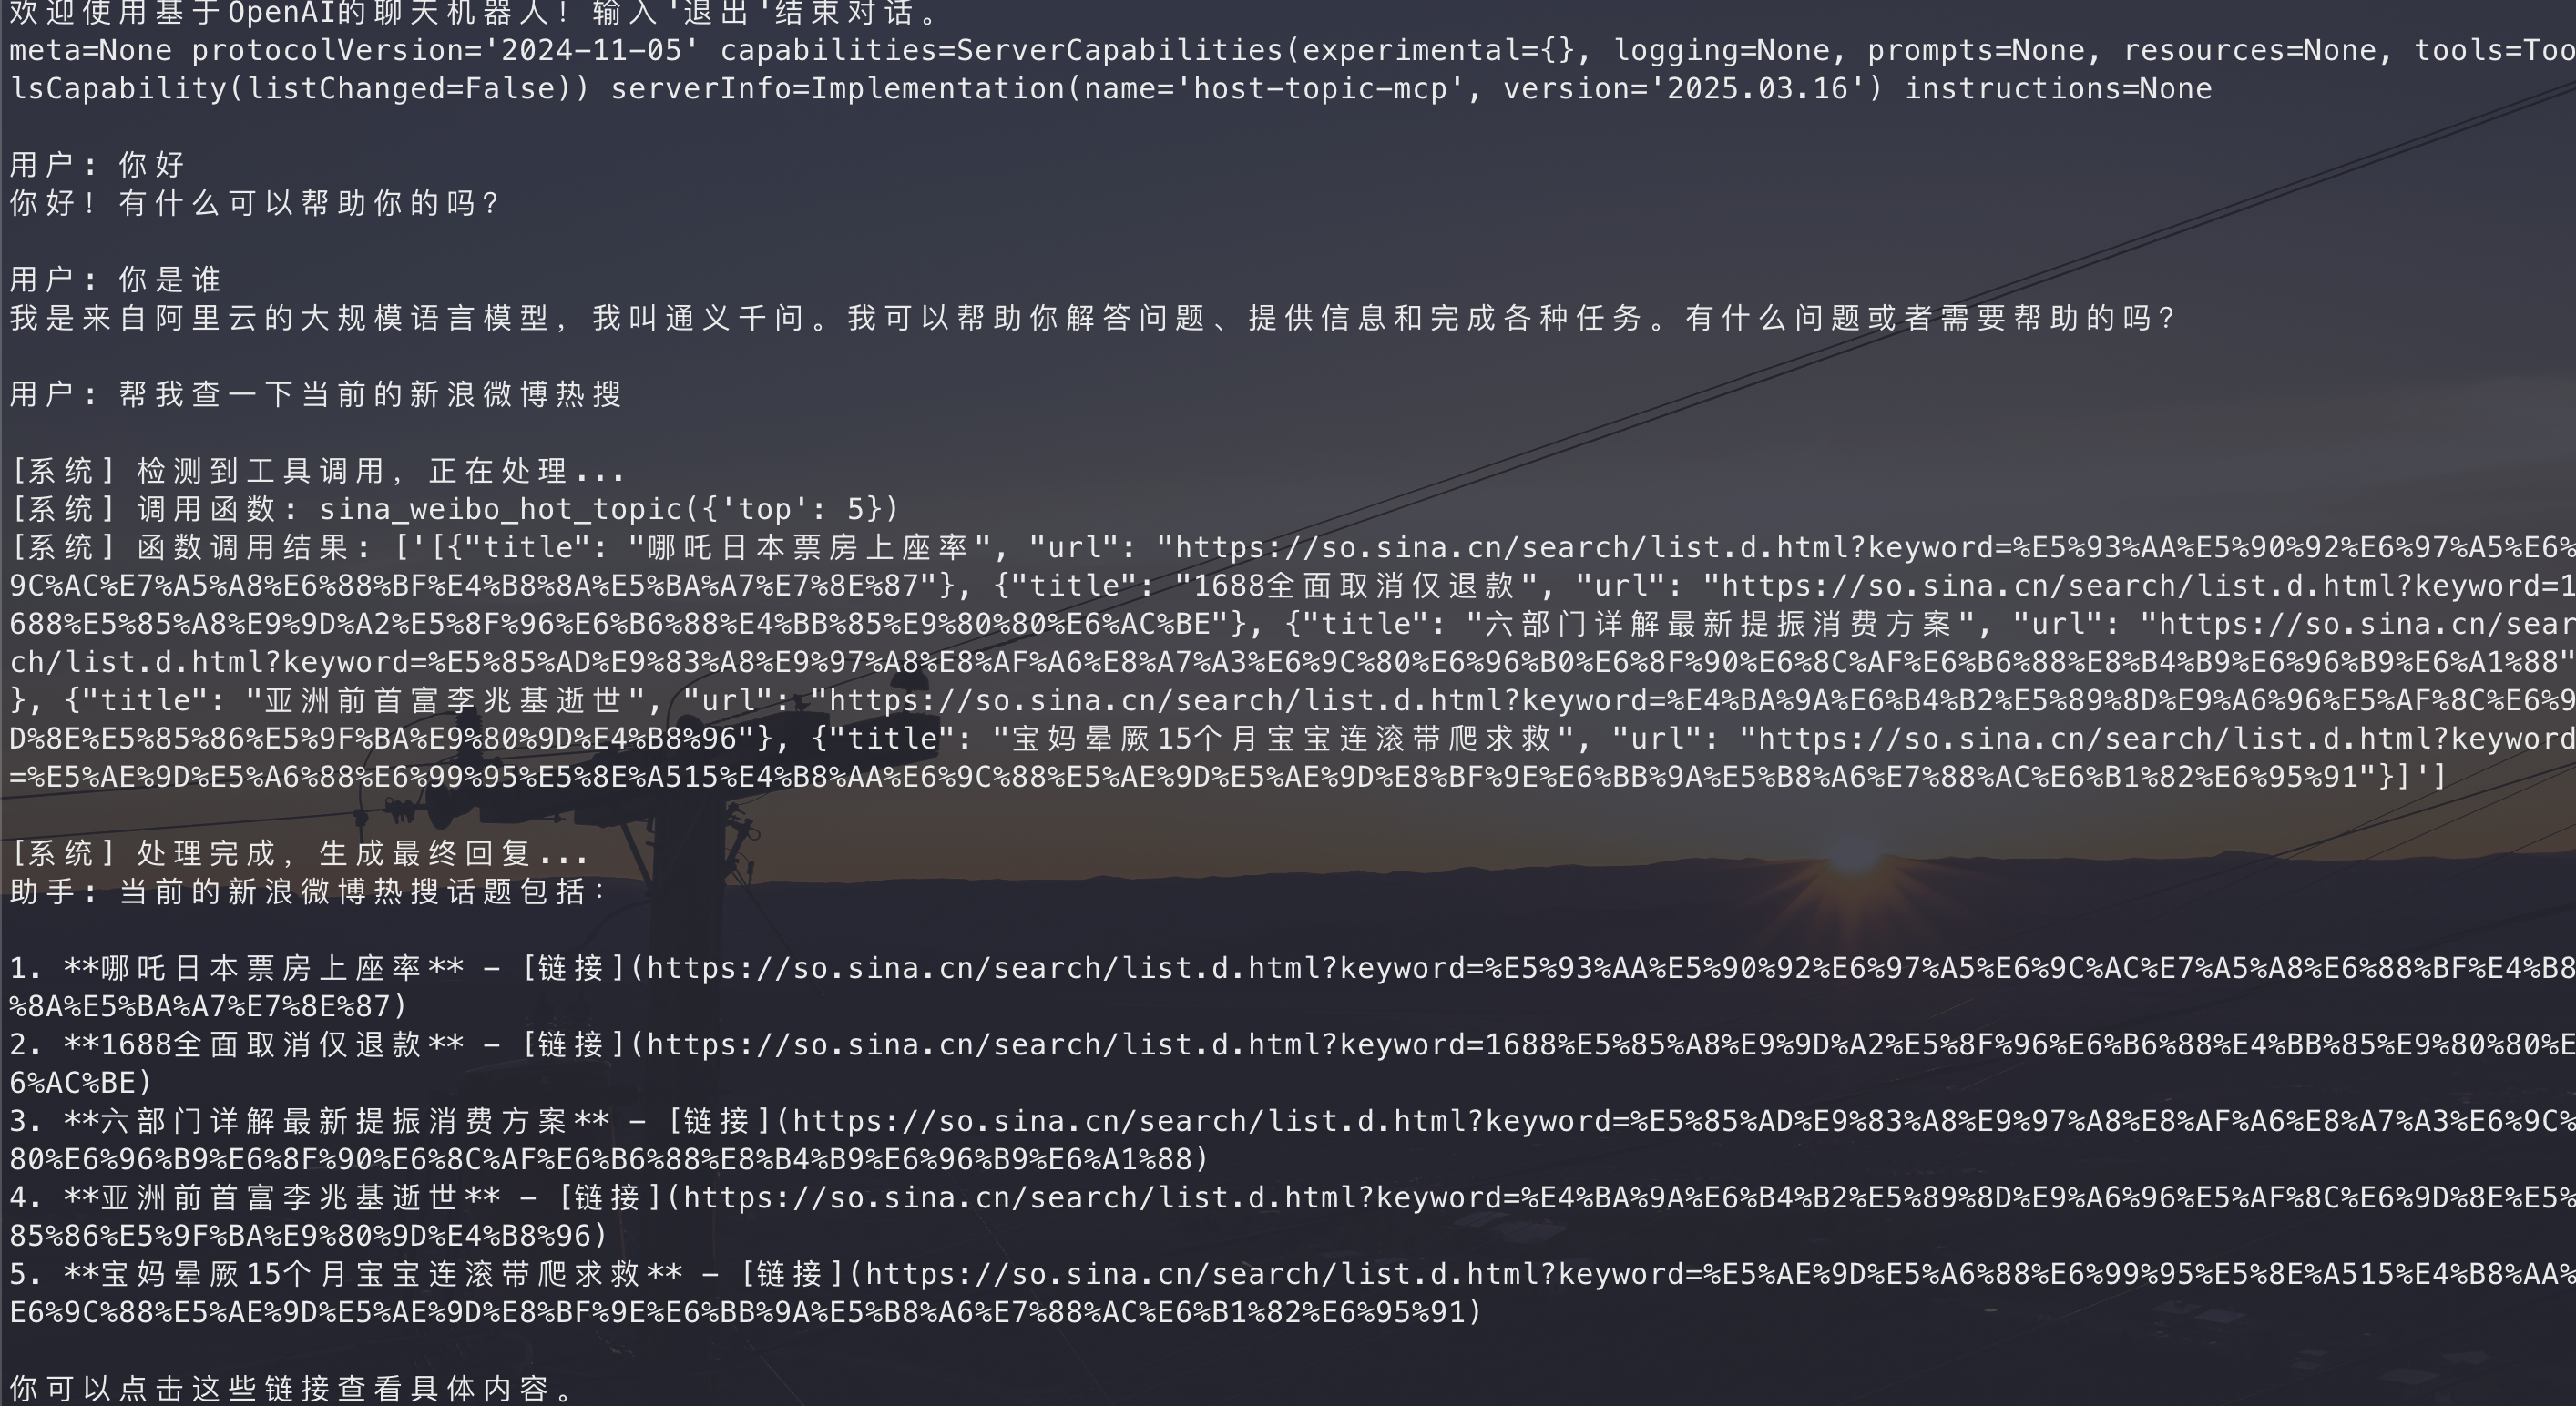 欢迎使用基于OpenAI的聊天机器人！输入'退出'结束对话。
meta=None protocolVersion='2024-11-05' capabilities=ServerCapabilities(experimental={}, logging=None, prompts=None, resources=None, tools=Too
lsCapability(listChanged=False)) serverInfo=Implementation(name='host-topic-mcp', version='2025.03.16') instructions=None
用户: 你好
你好！有什么可以帮助你的吗？
用户: 你是谁
我是来自阿里云的大规模语言模型，我叫通义千问。我可以帮助你解答问题、提供信息和完成各种任务。有什么问题或者需要帮助的吗？
用户: 帮我查一下当前的新浪微博热搜
[系统] 检测到工具调用，正在处理...
[系统] 调用函数: sina_weibo_hot_topic({'top': 5})
[系统] 函数调用结果: ['[{"title": "哪吒日本票房上座率", "url": "https://so.sina.cn/search/list.d.html?keyword=%E5%93%AA%E5%90%92%E6%97%A5%E6%
9C%AC%E7%A5%A8%E6%88%BF%E4%B8%8A%E5%BA%A7%E7%8E%87"}, {"title": "1688全面取消仅退款", "url": "https://so.sina.cn/search/list.d.html?keyword=1
688%E5%85%A8%E9%9D%A2%E5%8F%96%E6%B6%88%E4%BB%85%E9%80%80%E6%AC%BE"}, {"title": "六部门详解最新提振消费方案", "url": "https://so.sina.cn/sear
ch/list.d.html?keyword=%E5%85%AD%E9%83%A8%E9%97%A8%E8%AF%A6%E8%A7%A3%E6%9C%80%E6%96%B0%E6%8F%90%E6%8C%AF%E6%B6%88%E8%B4%B9%E6%96%B9%E6%A1%88"
}, {"title": "亚洲前首富李兆基逝世", "url": "https://so.sina.cn/search/list.d.html?keyword=%E4%BA%9A%E6%B4%B2%E5%89%8D%E9%A6%96%E5%AF%8C%E6%9
D%8E%E5%85%86%E5%9F%BA%E9%80%9D%E4%B8%96"}, {"title": "宝妈晕厥15个月宝宝连滚带爬求救", "url": "https://so.sina.cn/search/list.d.html?keyword
=%E5%AE%9D%E5%A6%88%E6%99%95%E5%8E%A515%E4%B8%AA%E6%9C%88%E5%AE%9D%E5%AE%9D%E8%BF%9E%E6%BB%9A%E5%B8%A6%E7%88%AC%E6%B1%82%E6%95%91"}]']
[系统] 处理完成，生成最终回复...
助手: 当前的新浪微博热搜话题包括：
1. **哪吒日本票房上座率** - [链接](https://so.sina.cn/search/list.d.html?keyword=%E5%93%AA%E5%90%92%E6%97%A5%E6%9C%AC%E7%A5%A8%E6%88%BF%E4%B8
%8A%E5%BA%A7%E7%8E%87)
2. **1688全面取消仅退款** - [链接](https://so.sina.cn/search/list.d.html?keyword=1688%E5%85%A8%E9%9D%A2%E5%8F%96%E6%B6%88%E4%BB%85%E9%80%80%E
6%AC%BE)
3. **六部门详解最新提振消费方案** - [链接](https://so.sina.cn/search/list.d.html?keyword=%E5%85%AD%E9%83%A8%E9%97%A8%E8%AF%A6%E8%A7%A3%E6%9C%
80%E6%96%B9%E6%8F%90%E6%8C%AF%E6%B6%88%E8%B4%B9%E6%96%B9%E6%A1%88)
4. **亚洲前首富李兆基逝世** - [链接](https://so.sina.cn/search/list.d.html?keyword=%E4%BA%9A%E6%B4%B2%E5%89%8D%E9%A6%96%E5%AF%8C%E6%9D%8E%E5%
85%86%E5%9F%BA%E9%80%9D%E4%B8%96)
5. **宝妈晕厥15个月宝宝连滚带爬求救** - [链接](https://so.sina.cn/search/list.d.html?keyword=%E5%AE%9D%E5%A6%88%E6%99%95%E5%8E%A515%E4%B8%AA%
E6%9C%88%E5%AE%9D%E5%AE%9D%E8%BF%9E%E6%BB%9A%E5%B8%A6%E7%88%AC%E6%B1%82%E6%95%91)
你可以点击这些链接查看具体内容。